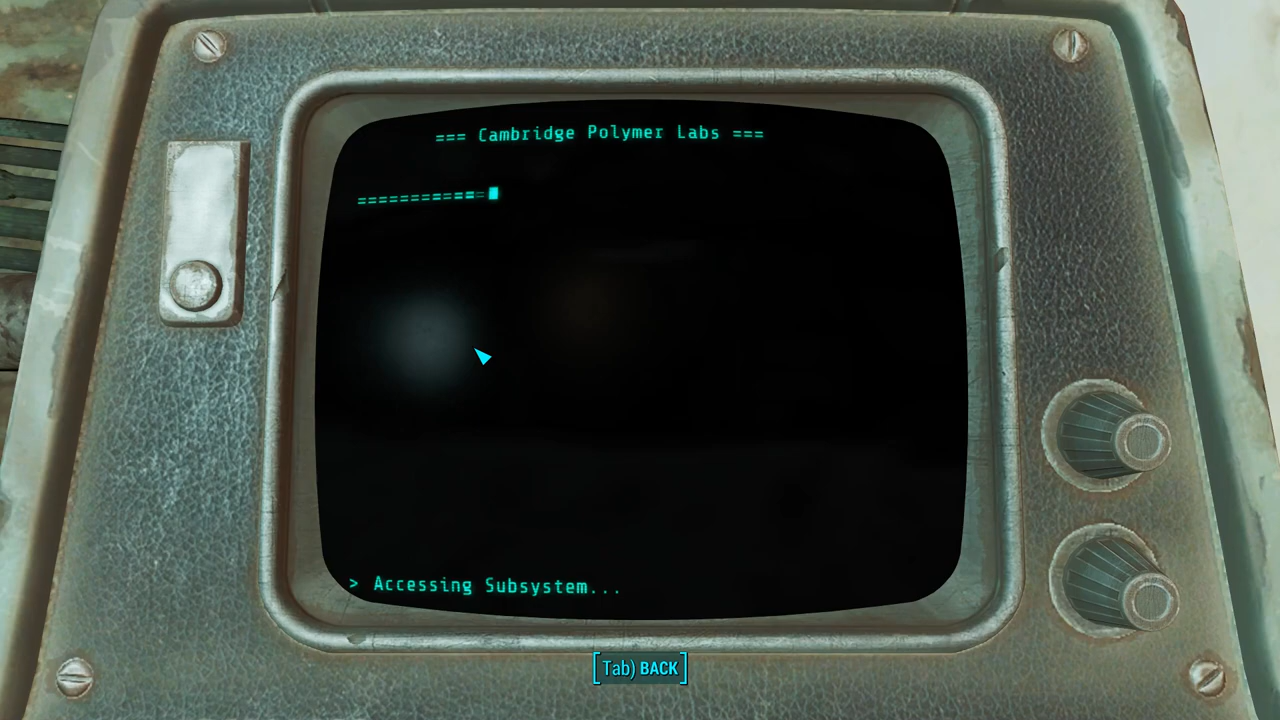 === Cambridge Polymer Labs ===
============
> Accessing Subsystem...
Tab) BACK